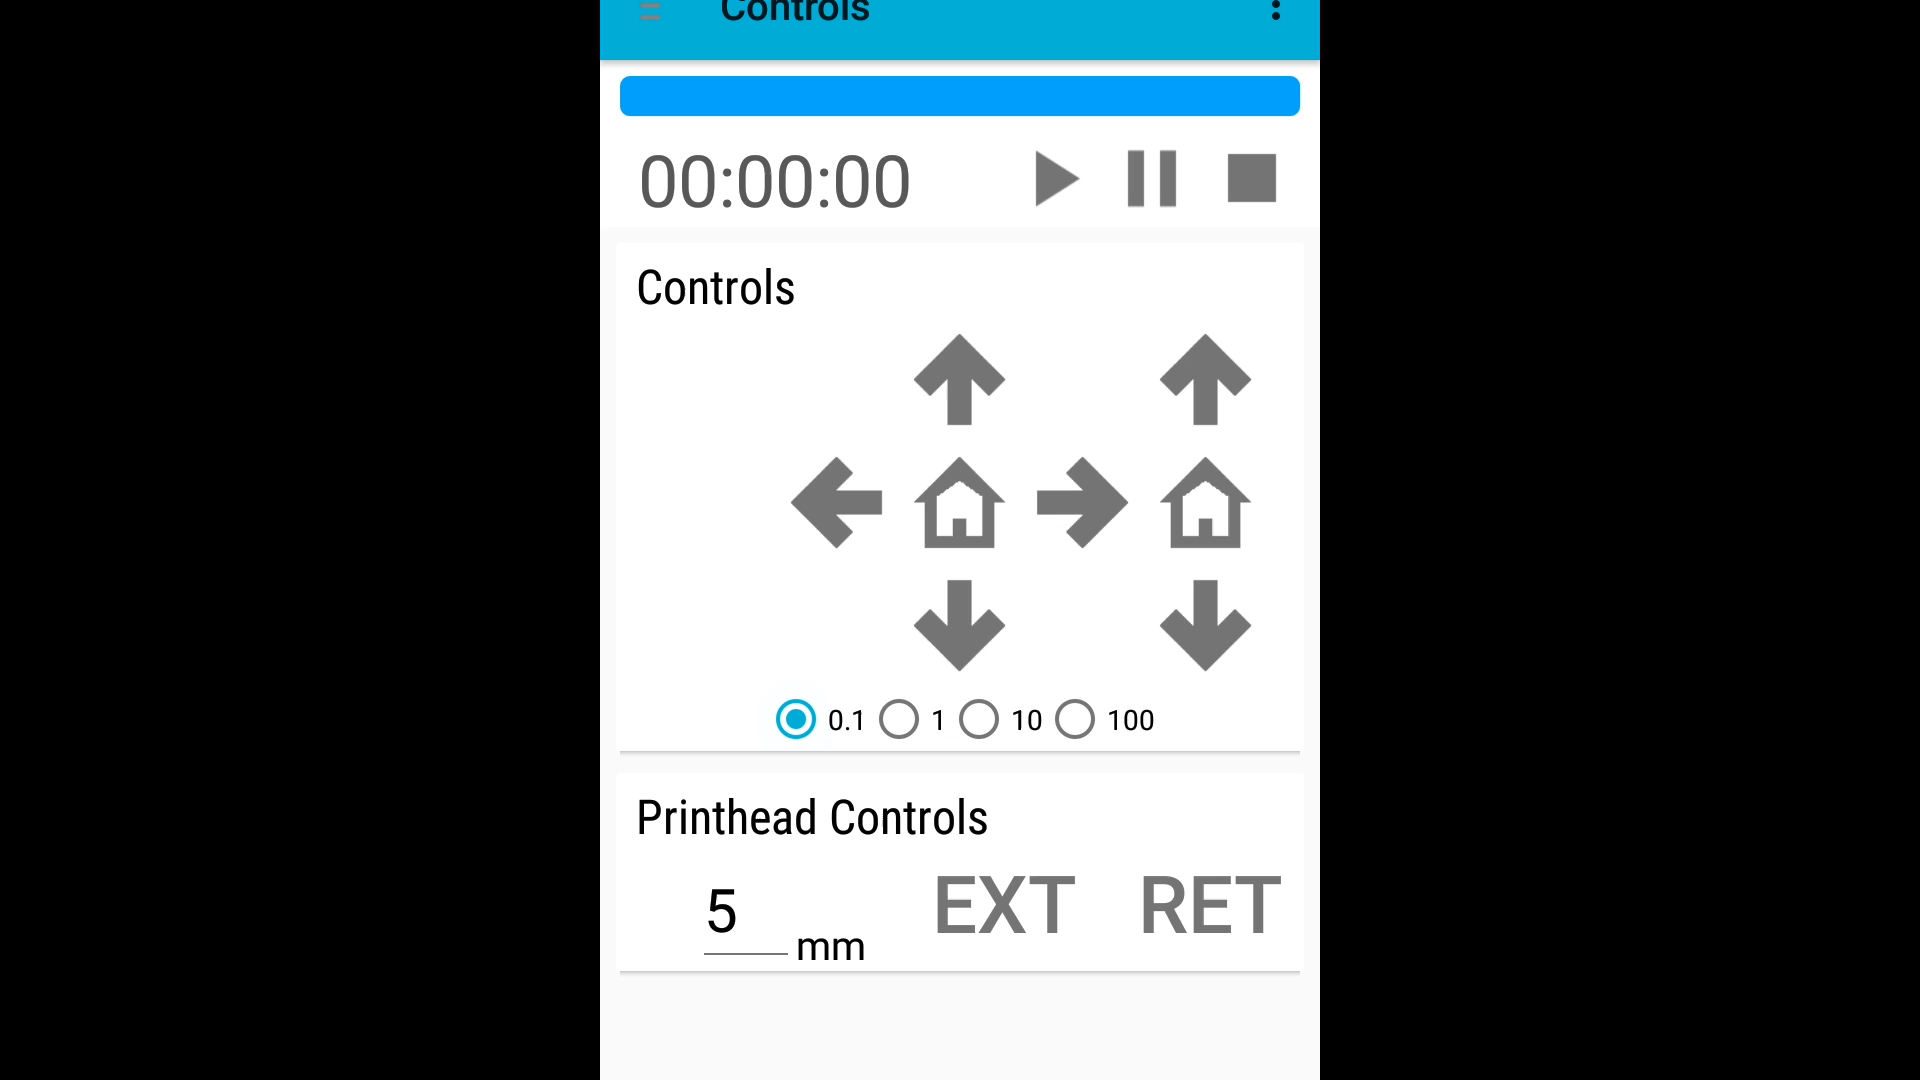 Controls
00:00:00
Controls
0.1 1 10 100
Printhead Controls
5 mm EXT RET